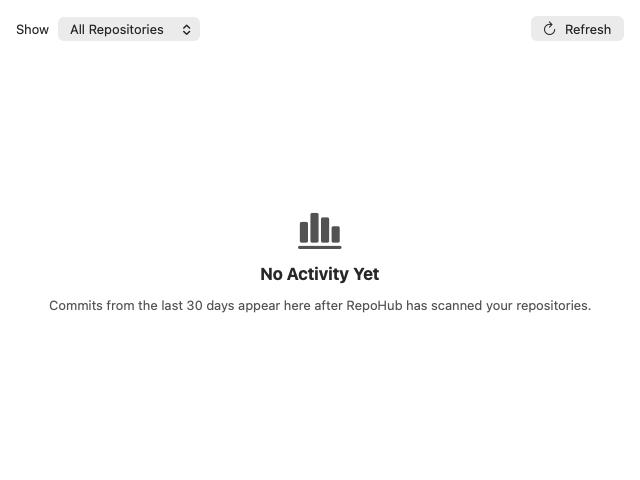 Show All Repositories Refresh
No Activity Yet
Commits from the last 30 days appear here after RepoHub has scanned your repositories.